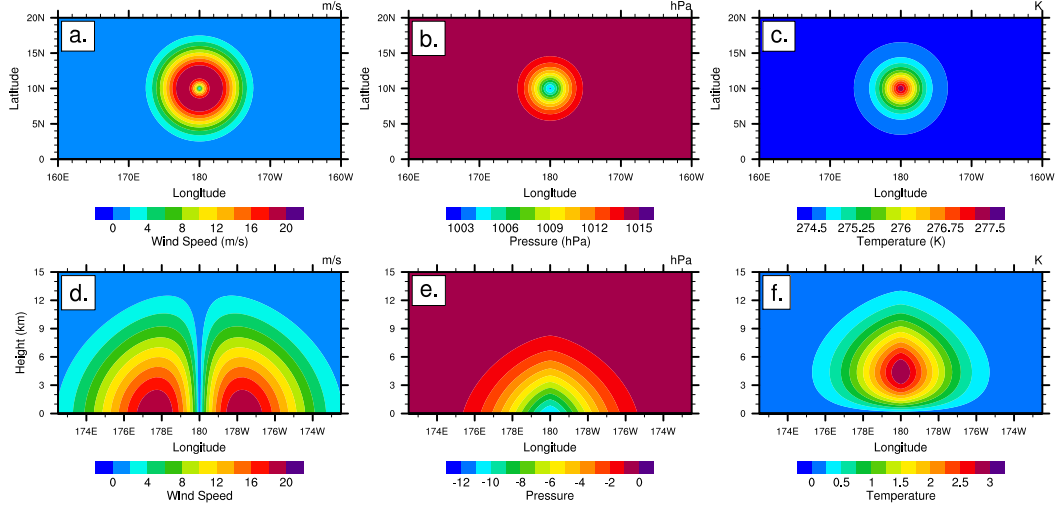 m/s
a.
20N
15N
10N
5N
0
Latitude
160E 170E 180 170W 160W
Longitude
0 4 8 12 16 20
Wind Speed (m/s)
hPa
b.
20N
15N
10N
5N
0
Latitude
160E 170E 180 170W 160W
Longitude
1003 1006 1009 1012 1015
Pressure (hPa)
K
c.
20N
15N
10N
5N
0
Latitude
160E 170E 180 170W 160W
Longitude
274.5 275.25 276 276.75 277.5
Temperature (K)
m/s
d.
15
12
9
6
3
0
Height (km)
174E 176E 178E 180 178W 176W 174W
Longitude
0 4 8 12 16 20
Wind Speed
hPa
e.
15
12
9
6
3
0
174E 176E 178E 180 178W 176W 174W
Longitude
-12 -10 -8 -6 -4 -2 0
Pressure
K
f.
15
12
9
6
3
0
174E 176E 178E 180 178W 176W 174W
Longitude
0 0.5 1 1.5 2 2.5 3
Temperature